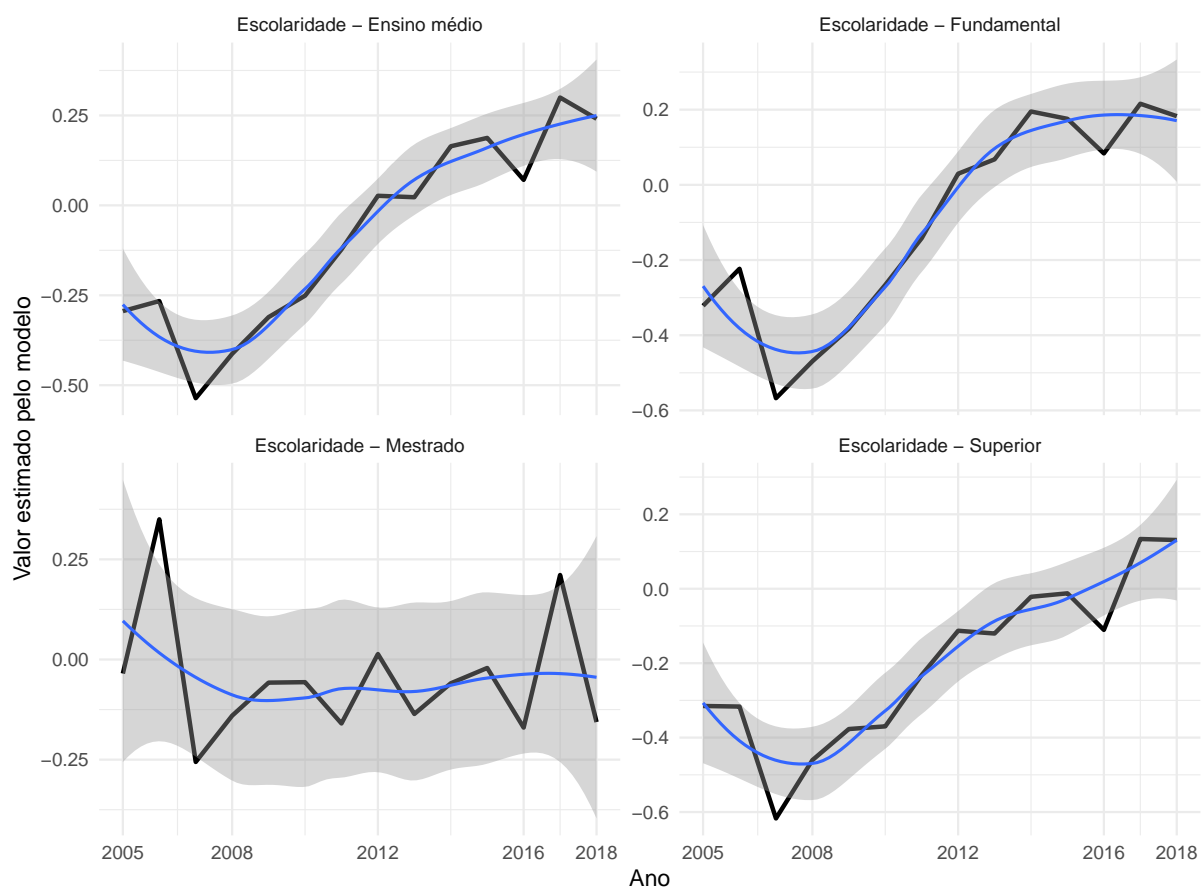 Escolaridade − Ensino médio
Escolaridade − Fundamental
0.25
0.00
−0.25
−0.50
0.2
0.0
−0.2
−0.4
−0.6
Escolaridade − Mestrado
Escolaridade − Superior
0.25
0.00
−0.25
0.2
0.0
−0.2
−0.4
−0.6
2005 2008 2012 2016 2018
2005 2008 2012 2016 2018
Ano
Valor estimado pelo modelo